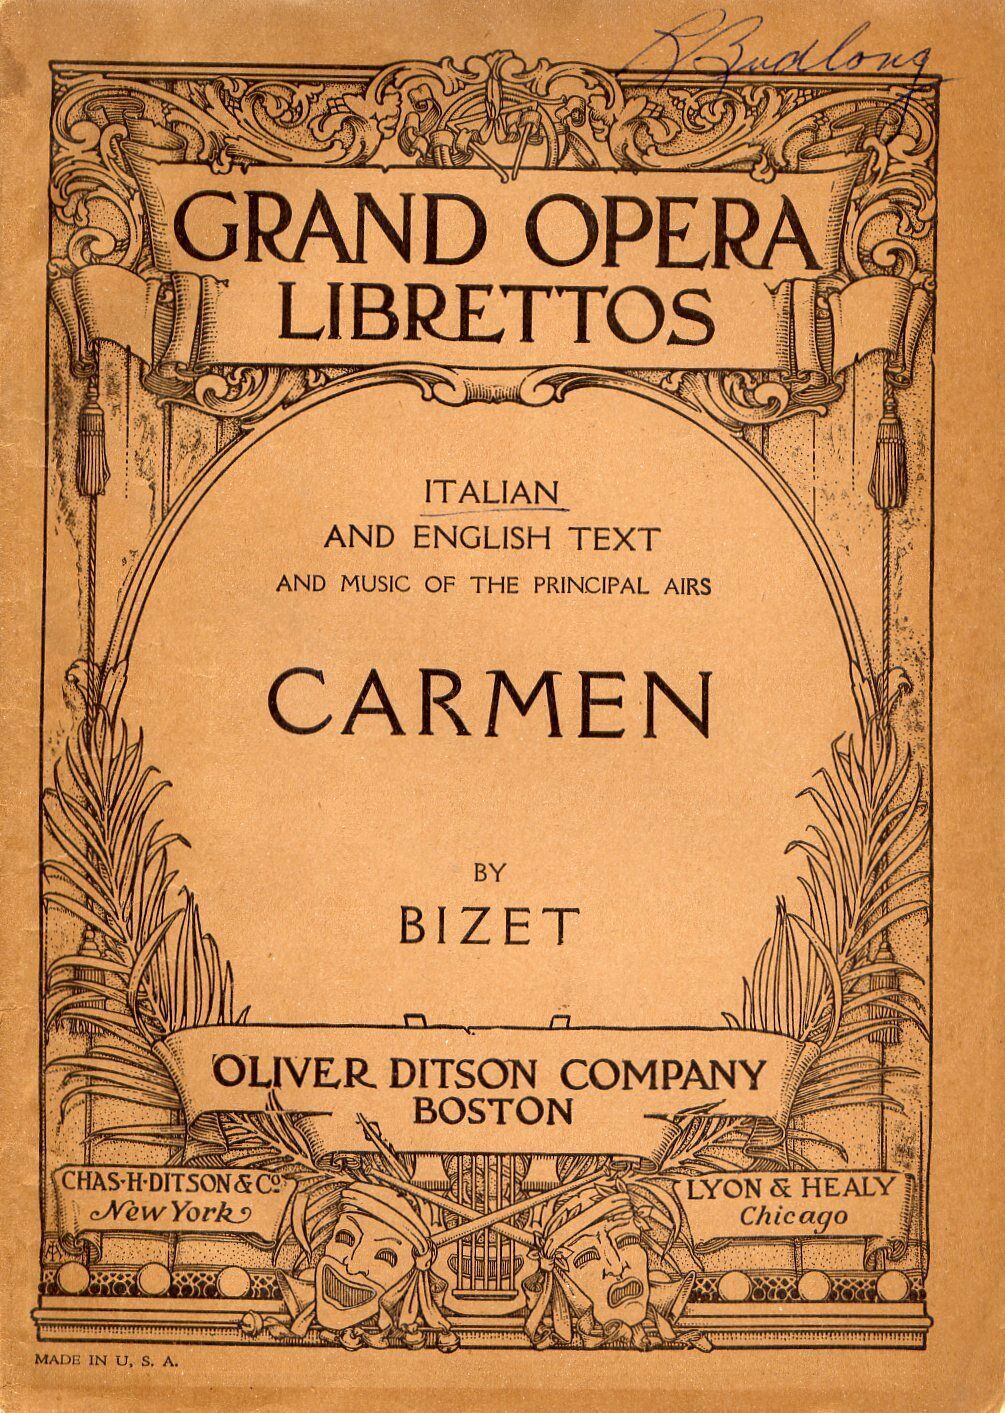 R Budlong
GRAND OPERA
LIBRETTOS
ITALIAN
AND ENGLISH TEXT
AND MUSIC OF THE PRINCIPAL AIRS
CARMEN
BY
BIZET
OLIVER DITSON COMPANY
BOSTON
CHAS·H·DITSON & Co.
New York
LYON & HEALY
Chicago
MADE IN U. S. A.